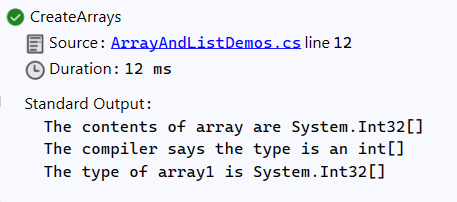 CreateArrays
Source: ArrayAndListDemos.cs line 12
Duration: 12 ms
Standard Output:
The contents of array are System.Int32[]
The compiler says the type is an int[]
The type of array1 is System.Int32[]